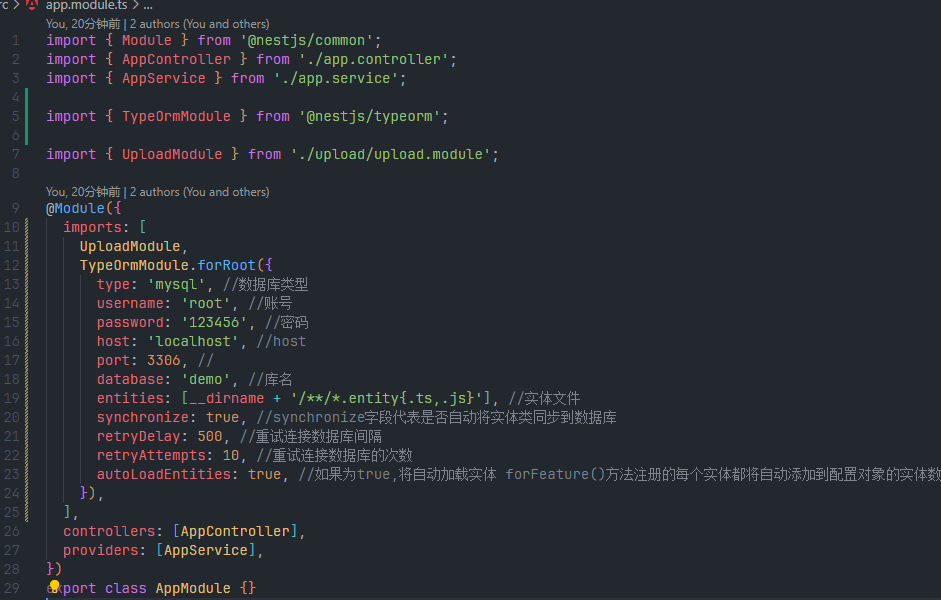 rc > app.module.ts > ...
You, 20分钟前 | 2 authors (You and others)
1 import { Module } from '@nestjs/common';
2 import { AppController } from './app.controller';
3 import { AppService } from './app.service';
4
5 import { TypeOrmModule } from '@nestjs/typeorm';
6
7 import { UploadModule } from './upload/upload.module';
8
You, 20分钟前 | 2 authors (You and others)
9 @Module({
10 imports: [
11 UploadModule,
12 TypeOrmModule.forRoot({
13 type: 'mysql', //数据库类型
14 username: 'root', //账号
15 password: '123456', //密码
16 host: 'localhost', //host
17 port: 3306, //
18 database: 'demo', //库名
19 entities: [__dirname + '/**/*.entity{.ts,.js}'], //实体文件
20 synchronize: true, //synchronize字段代表是否自动将实体类同步到数据库
21 retryDelay: 500, //重试连接数据库间隔
22 retryAttempts: 10, //重试连接数据库的次数
23 autoLoadEntities: true, //如果为true,将自动加载实体 forFeature()方法注册的每个实体都将自动添加到配置对象的实体数
24 }),
25 ],
26 controllers: [AppController],
27 providers: [AppService],
28 })
29 export class AppModule {}